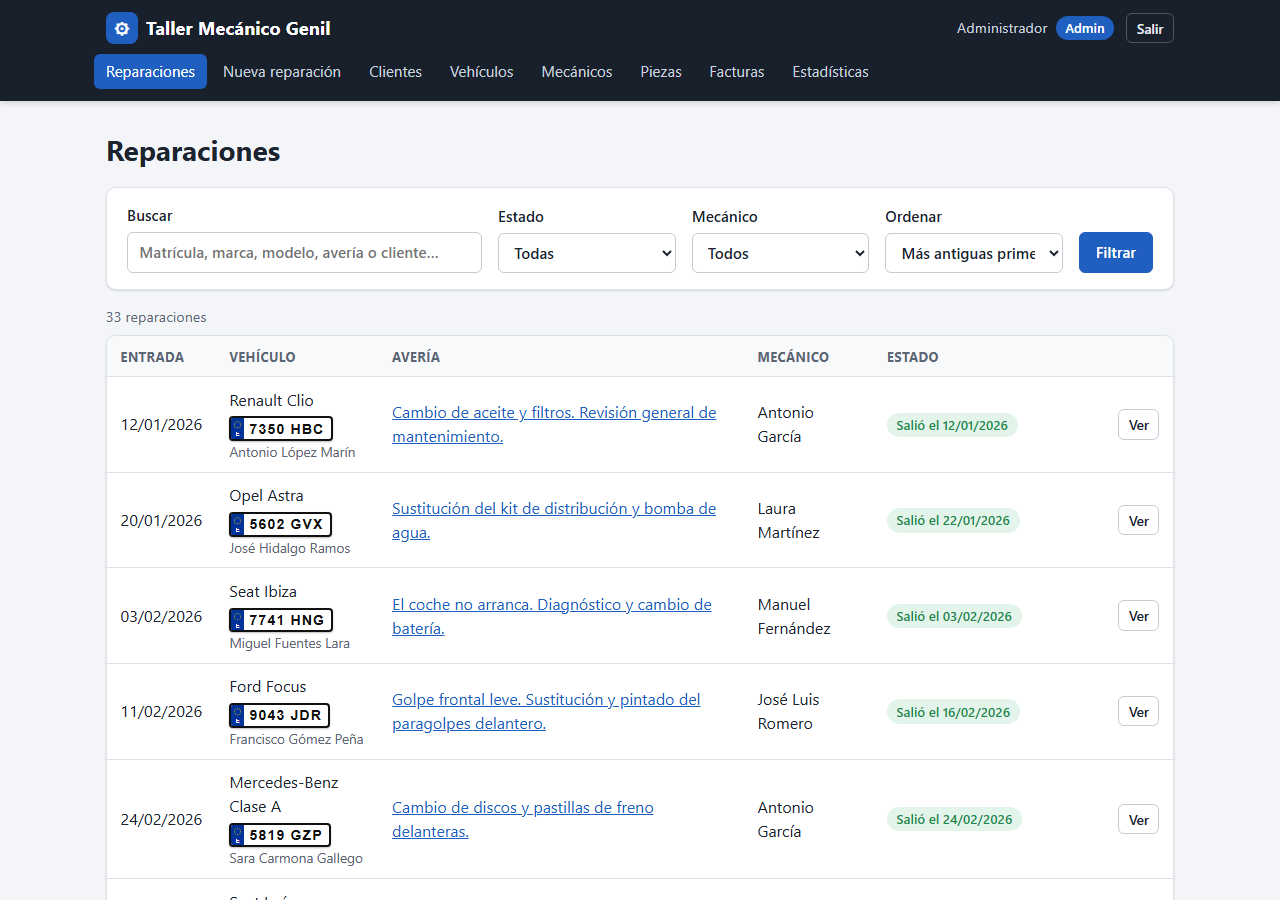 Taller Mecánico Genil
Administrador Admin Salir
Reparaciones Nueva reparación Clientes Vehículos Mecánicos Piezas Facturas Estadísticas
Reparaciones
Buscar Estado Mecánico Ordenar
Matrícula, marca, modelo, avería o cliente... Todas Todos Más antiguas prime Filtrar
33 reparaciones
ENTRADA VEHÍCULO AVERÍA MECÁNICO ESTADO
12/01/2026
Renault Clio
E 7350 HBC
Antonio López Marín
Cambio de aceite y filtros. Revisión general de
mantenimiento.
Antonio
García
Salió el 12/01/2026
Ver
20/01/2026
Opel Astra
E 5602 GVX
José Hidalgo Ramos
Sustitución del kit de distribución y bomba de
agua.
Laura
Martínez
Salió el 22/01/2026
Ver
03/02/2026
Seat Ibiza
E 7741 HNG
Miguel Fuentes Lara
El coche no arranca. Diagnóstico y cambio de
batería.
Manuel
Fernández
Salió el 03/02/2026
Ver
11/02/2026
Ford Focus
E 9043 JDR
Francisco Gómez Peña
Golpe frontal leve. Sustitución y pintado del
paragolpes delantero.
José Luis
Romero
Salió el 16/02/2026
Ver
24/02/2026
Mercedes-Benz
Clase A
E 5819 GZP
Sara Carmona Gallego
Cambio de discos y pastillas de freno
delanteras.
Antonio
García
Salió el 24/02/2026
Ver